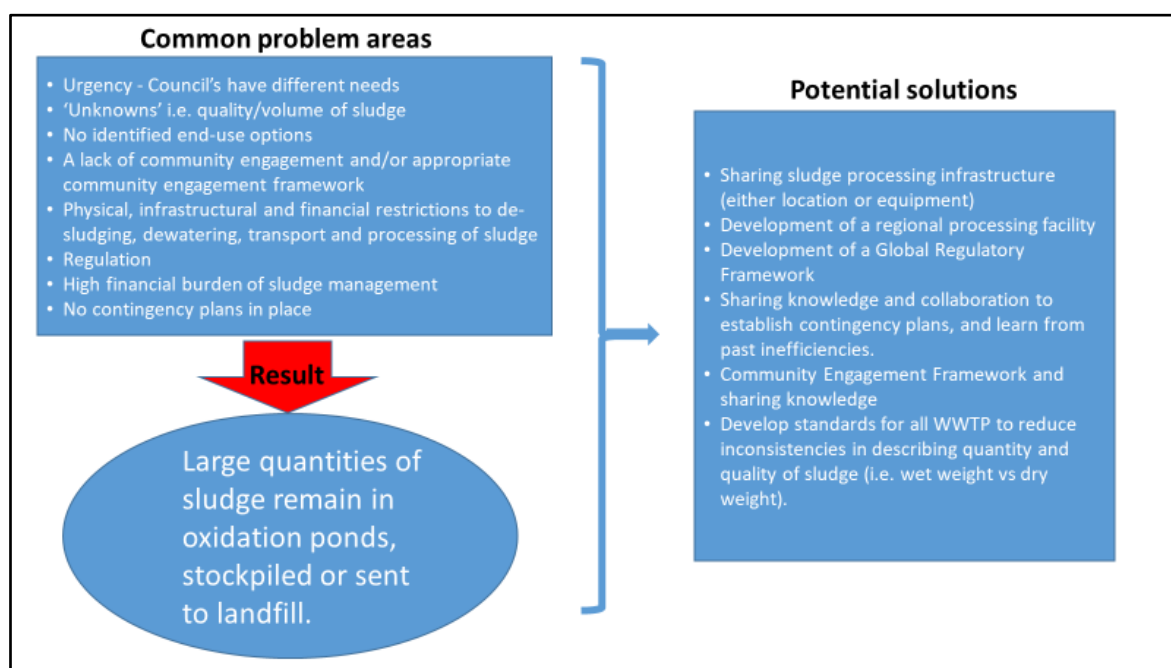 Common problem areas
• Urgency - Council's have different needs
• 'Unknowns' i.e. quality/volume of sludge
• No identified end-use options
• A lack of community engagement and/or appropriate
community engagement framework
• Physical, infrastructural and financial restrictions to de-
sludging, dewatering, transport and processing of sludge
• Regulation
• High financial burden of sludge management
• No contingency plans in place
Result
Large quantities of
sludge remain in
oxidation ponds,
stockpiled or sent
to landfill.
Potential solutions
• Sharing sludge processing infrastructure
(either location or equipment)
• Development of a regional processing facility
• Development of a Global Regulatory
Framework
• Sharing knowledge and collaboration to
establish contingency plans, and learn from
past inefficiencies.
• Community Engagement Framework and
sharing knowledge
• Develop standards for all WWTP to reduce
inconsistencies in describing quantity and
quality of sludge (i.e. wet weight vs dry
weight).